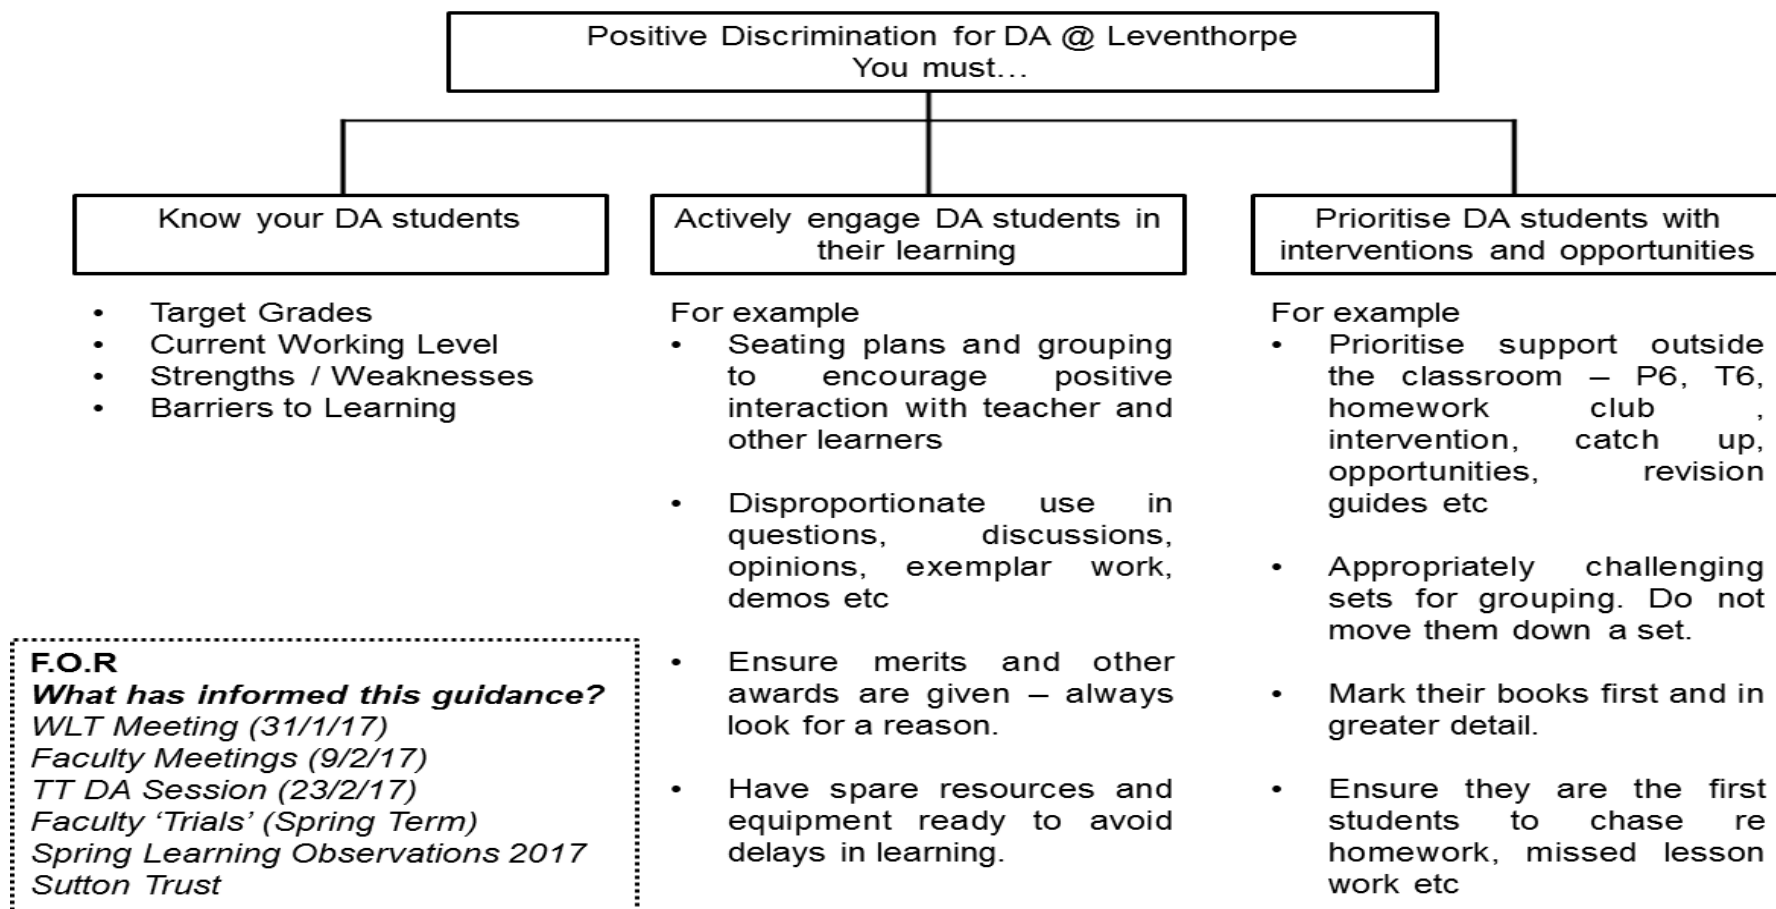 Positive Discrimination for DA @ Leventhorpe
You must...
Know your DA students
• Target Grades
• Current Working Level
• Strengths / Weaknesses
• Barriers to Learning
Actively engage DA students in
their learning
For example
• Seating plans and grouping
to encourage positive
interaction with teacher and
other learners
• Disproportionate use in
questions, discussions,
opinions, exemplar work,
demos etc
• Ensure merits and other
awards are given – always
look for a reason.
• Have spare resources and
equipment ready to avoid
delays in learning.
Prioritise DA students with
interventions and opportunities
For example
• Prioritise support outside
the classroom – P6, T6,
homework club ,
intervention, catch up,
opportunities, revision
guides etc
• Appropriately challenging
sets for grouping. Do not
move them down a set.
• Mark their books first and in
greater detail.
• Ensure they are the first
students to chase re
homework, missed lesson
work etc
F.O.R
What has informed this guidance?
WLT Meeting (31/1/17)
Faculty Meetings (9/2/17)
TT DA Session (23/2/17)
Faculty ‘Trials’ (Spring Term)
Spring Learning Observations 2017
Sutton Trust